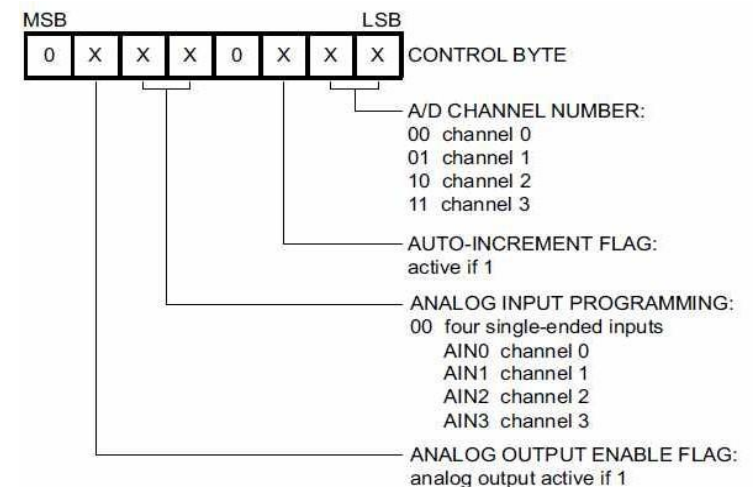 MSB LSB
0 X X X 0 X X X CONTROL BYTE
A/D CHANNEL NUMBER:
00 channel 0
01 channel 1
10 channel 2
11 channel 3
AUTO-INCREMENT FLAG:
active if 1
ANALOG INPUT PROGRAMMING:
00 four single-ended inputs
AIN0 channel 0
AIN1 channel 1
AIN2 channel 2
AIN3 channel 3
ANALOG OUTPUT ENABLE FLAG:
analog output active if 1